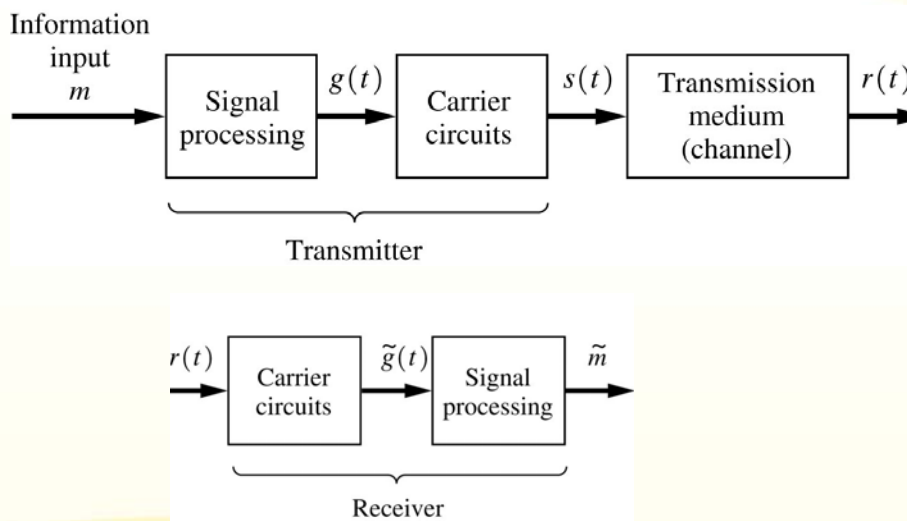 Information
input
m
Signal
processing
g(t)
Carrier
circuits
s(t)
Transmission
medium
(channel)
r(t)
Transmitter
r(t)
Carrier
circuits
g̃(t)
Signal
processing
m̃
Receiver